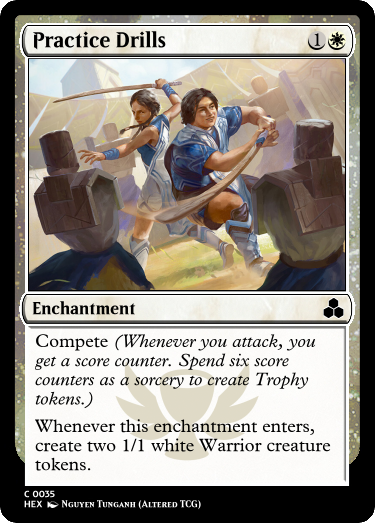 Practice Drills 1
Enchantment
Compete (Whenever you attack, you
get a score counter. Spend six score
counters as a sorcery to create Trophy
tokens.)
Whenever this enchantment enters,
create two 1/1 white Warrior creature
tokens.
C 0035
HEX Nguyen Tunganh (Altered TCG)